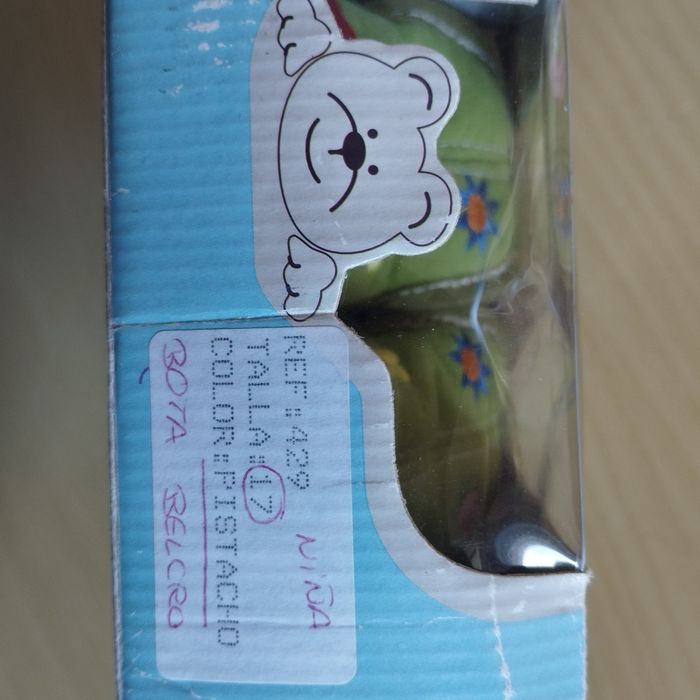 REF:429 NIÑA
TALLA:17
COLOR:PISTACHO
BOTA BELCRO